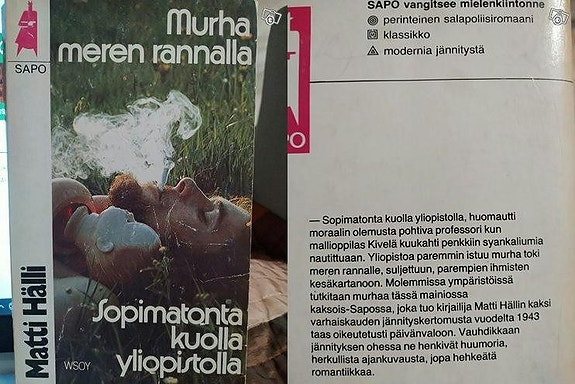 Murha
meren rannalla
SAPO
Matti Hälli
Sopimatonta
kuolla
yliopistolla
WSOY
SAPO vangitsee mielenkiintonne
perinteinen salapoliisiromaani
klassikko
modernia jännitystä
PO
— Sopimatonta kuolla yliopistolla, huomautti
moraalin olemusta pohtiva professori kun
mallioppilas Kivelä kuukahti penkkiin syankaliumia
nautittuaan. Yliopistoa paremmin istuu murha toki
meren rannalle, suljettuun, parempien ihmisten
kesäkartanoon. Molemmissa ympäristöissä
tutkitaan murhaa tässä mainiossa
kaksois-Sapossa, joka tuo kirjailija Matti Hällin kaksi
varhaiskauden jännityskertomusta vuodelta 1943
taas oikeutetusti päivänvaloon. Vauhdikkaan
jännityksen ohessa ne henkivät huumoria,
herkullista ajankuvausta, jopa hehkeätä
romantiikkaa.